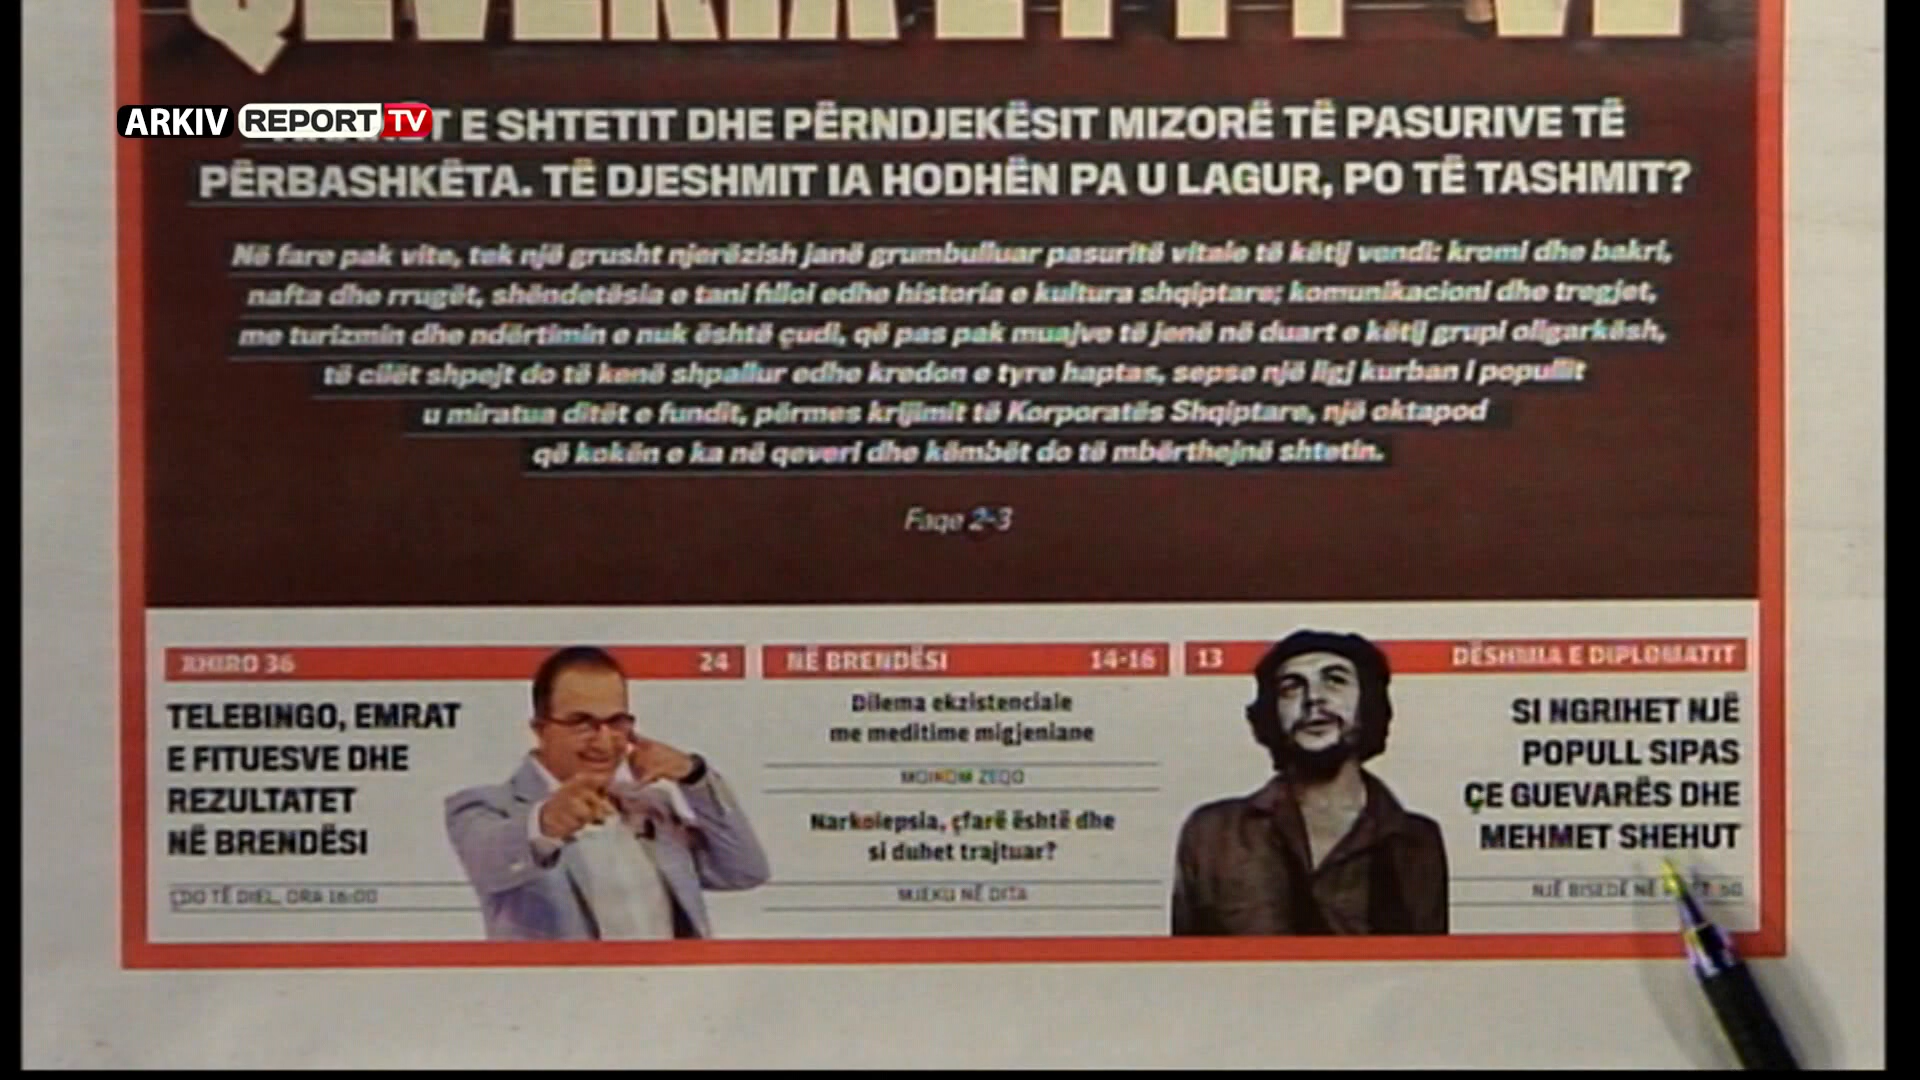 ARKIV REPORT TV
E SHTETIT DHE PËRNDJEKËSIT MIZORË TË PASURIVE TË
PËRBASHKËTA. TË DJESHMIT IA HODHËN PA U LAGUR, PO TË TASHMIT?
Në fare pak vite, tek një grusht njerëzish janë grumbulluar pasuritë vitale të këtij vendi: kromi dhe bakri,
nafta dhe rrugët, shëndetësia e tani filloi edhe historia e kultura shqiptare; komunikacioni dhe tregjet,
me turizmin dhe ndërtimin e nuk është çudi, që pas pak muajve të jenë në duart e këtij grupi oligarkësh,
të cilët shpejt do të kenë shpallur edhe kredon e tyre haptas, sepse një ligj kurban i popullit
u miratua ditët e fundit, përmes krijimit të Korporatës Shqiptare, një oktapod
që kokën e ka në qeveri dhe këmbët do të mbërthejnë shtetin.
Faqe 2-3
XHIRO 36 24
TELEBINGO, EMRAT
E FITUESVE DHE
REZULTATET
NË BRENDËSI
ÇDO TË DIEL, ORA 16:00
NË BRENDËSI 14-16
Dilema ekzistenciale
me meditime migjeniane
MOIKOM ZEQO
Narkolepsia, çfarë është dhe
si duhet trajtuar?
MJEKU NË DITA
13 DËSHMIA E DIPLOMATIT
SI NGRIHET NJË
POPULL SIPAS
ÇE GUEVARËS DHE
MEHMET SHEHUT
NJË BISEDË NË